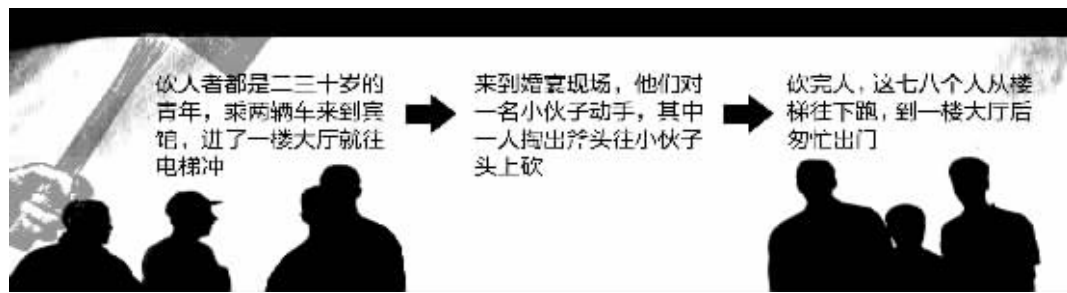 砍人者都是二三十岁的
青年，乘两辆车来到宾
馆，进了一楼大厅就往
电梯冲
来到婚宴现场，他们对
一名小伙子动手，其中
一人掏出斧头往小伙子
头上砍
砍完人，这七八个人从楼
梯往下跑，到一楼大厅后
匆忙出门